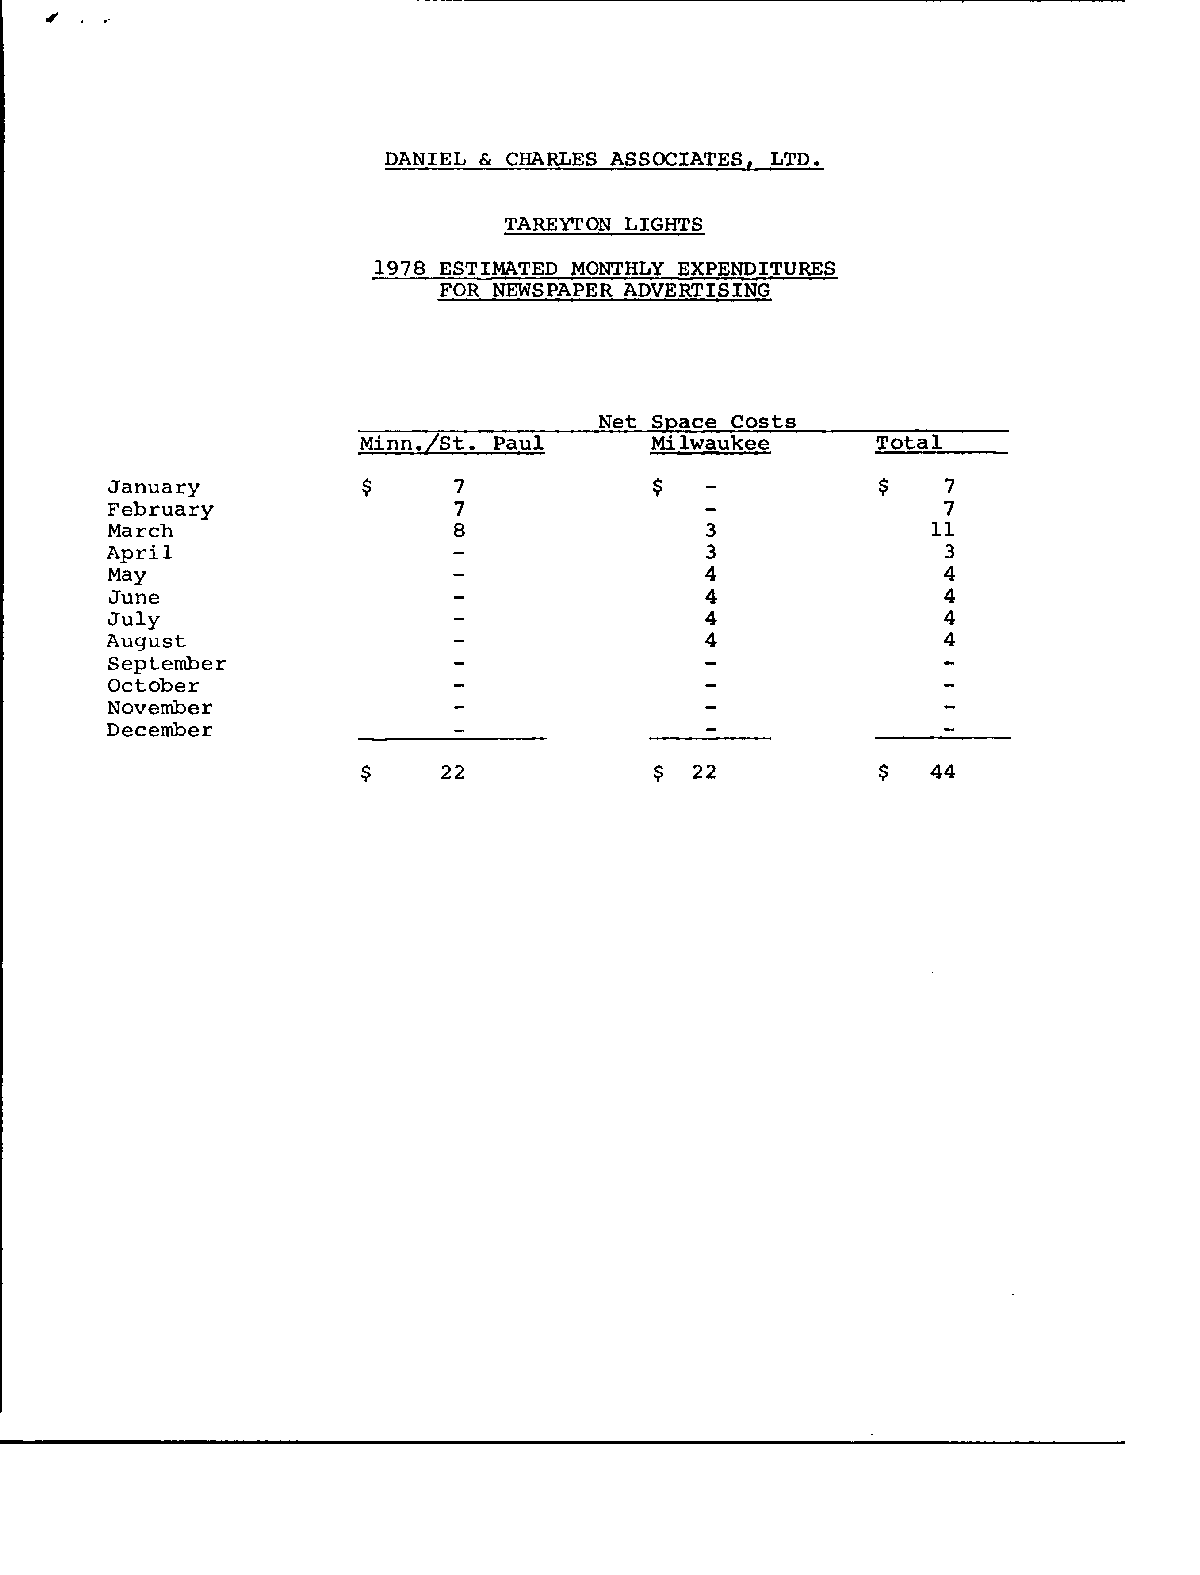 DANIEL & CHARLES ASSOCIATES, LTD.
TAREYTON LIGHTS
1978 ESTIMATED MONTHLY EXPENDITURES
FOR NEWSPAPER ADVERTISING
Net Space Costs
Minn./St. Paul Milwaukee Total
January $ 7 $ - $ 7
February 7 - 7
March 8 3 11
April - 3 3
May - 4 4
June - 4 4
July - 4 4
August - 4 4
September - - -
October - - -
November - - -
December - - -
$ 22 $ 22 $ 44